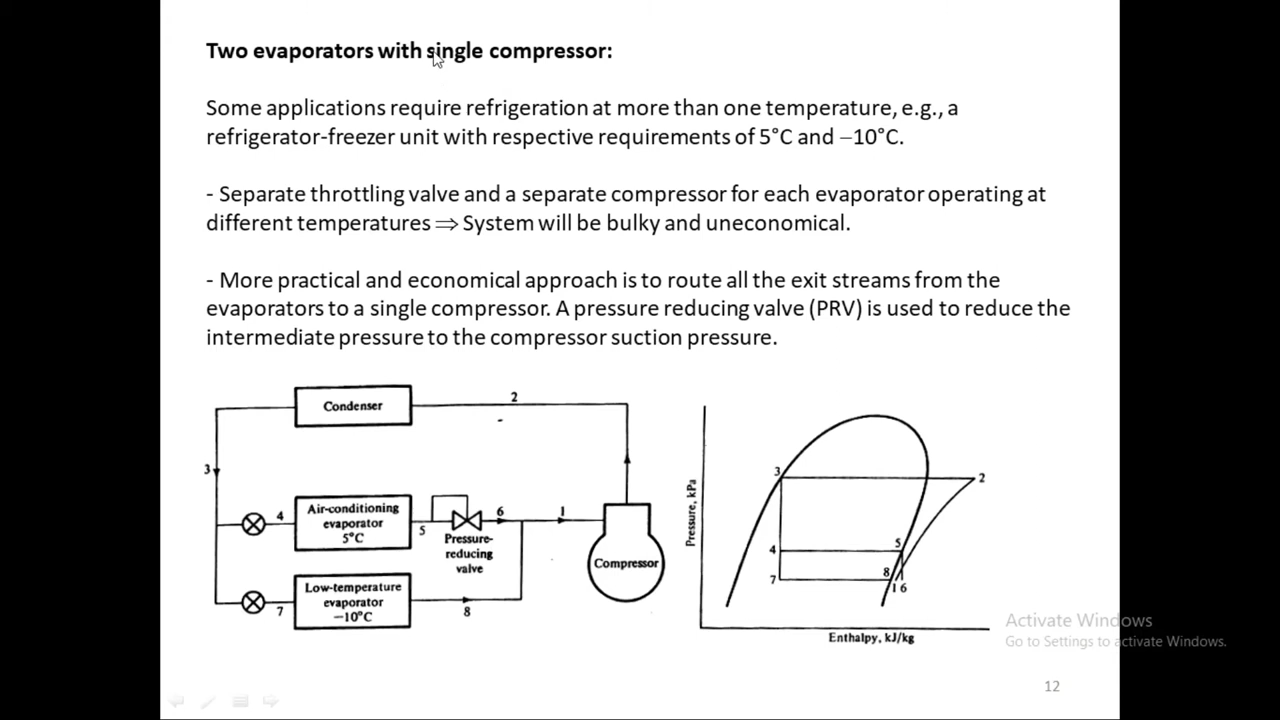 Two evaporators with single compressor:
Some applications require refrigeration at more than one temperature, e.g., a
refrigerator-freezer unit with respective requirements of 5°C and −10°C.
- Separate throttling valve and a separate compressor for each evaporator operating at
different temperatures ⇒ System will be bulky and uneconomical.
- More practical and economical approach is to route all the exit streams from the
evaporators to a single compressor. A pressure reducing valve (PRV) is used to reduce the
intermediate pressure to the compressor suction pressure.
Condenser
2
3
4
Air-conditioning
evaporator
5°C
5
6
1
Pressure-
reducing
valve
Compressor
7
Low-temperature
evaporator
−10°C
8
Pressure, kPa
3
2
4
5
7
8
1 6
Enthalpy, kJ/kg
Activate Windows
Go to Settings to activate Windows.
12